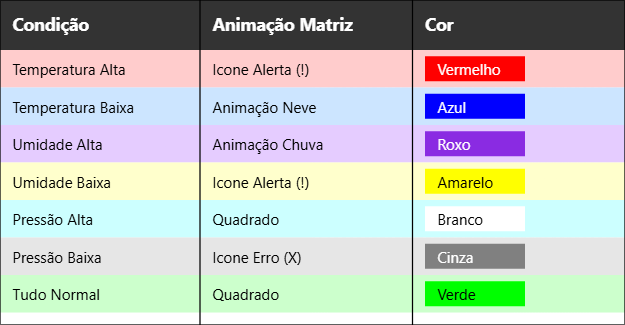 Condição Animação Matriz Cor
Temperatura Alta Icone Alerta (!) Vermelho
Temperatura Baixa Animação Neve Azul
Umidade Alta Animação Chuva Roxo
Umidade Baixa Icone Alerta (!) Amarelo
Pressão Alta Quadrado Branco
Pressão Baixa Icone Erro (X) Cinza
Tudo Normal Quadrado Verde